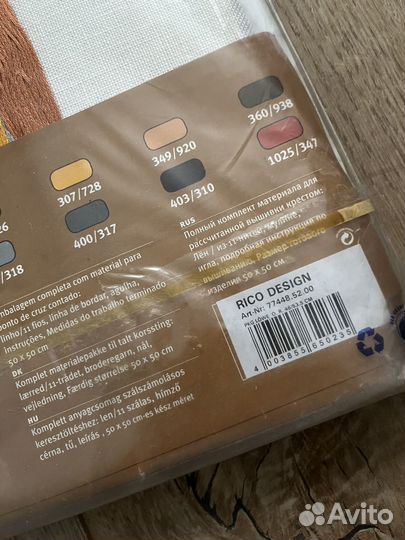 360/938
349/920
1025/347
307/728
403/310
26
400/317
/318
RUS
Полный комплект материала для
рассчитанной вышивки крестом:
Лён / из 11-ниток, мулине,
игла, подробная инструкция по
вышиванию. Размер готового
изделии 50 x 50 см.
mbalagem completa com material para
ponto de cruz contado:
linho/11 fios, linha de bordar, agulha,
instruções. Medidas do trabalho terminado
50 x 50 cm
DK
Komplet materialepakke til talt korssting:
lærred/11-trådet, broderegarn, nål,
vejledning, Færdig størrelse 50 x 50 cm
HU
Komplett anyagcsomag szálszámolásos
keresztöltéshez: len/11 szálas, hímző
cérna, tű, leírás, 50 x 50 cm-es kész méret
RICO DESIGN
Art-Nr: 77448.52.00
4 003855 650235
Avito